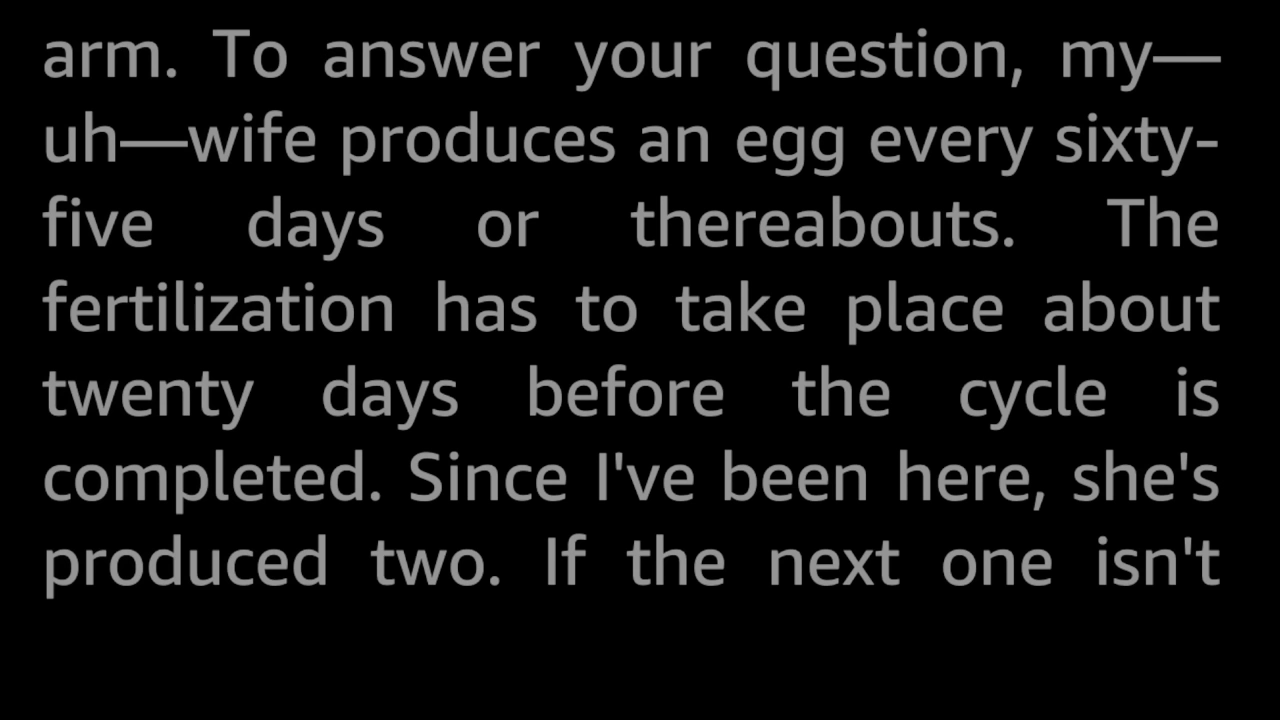 arm. To answer your question, my—
uh—wife produces an egg every sixty-
five days or thereabouts. The
fertilization has to take place about
twenty days before the cycle is
completed. Since I've been here, she's
produced two. If the next one isn't